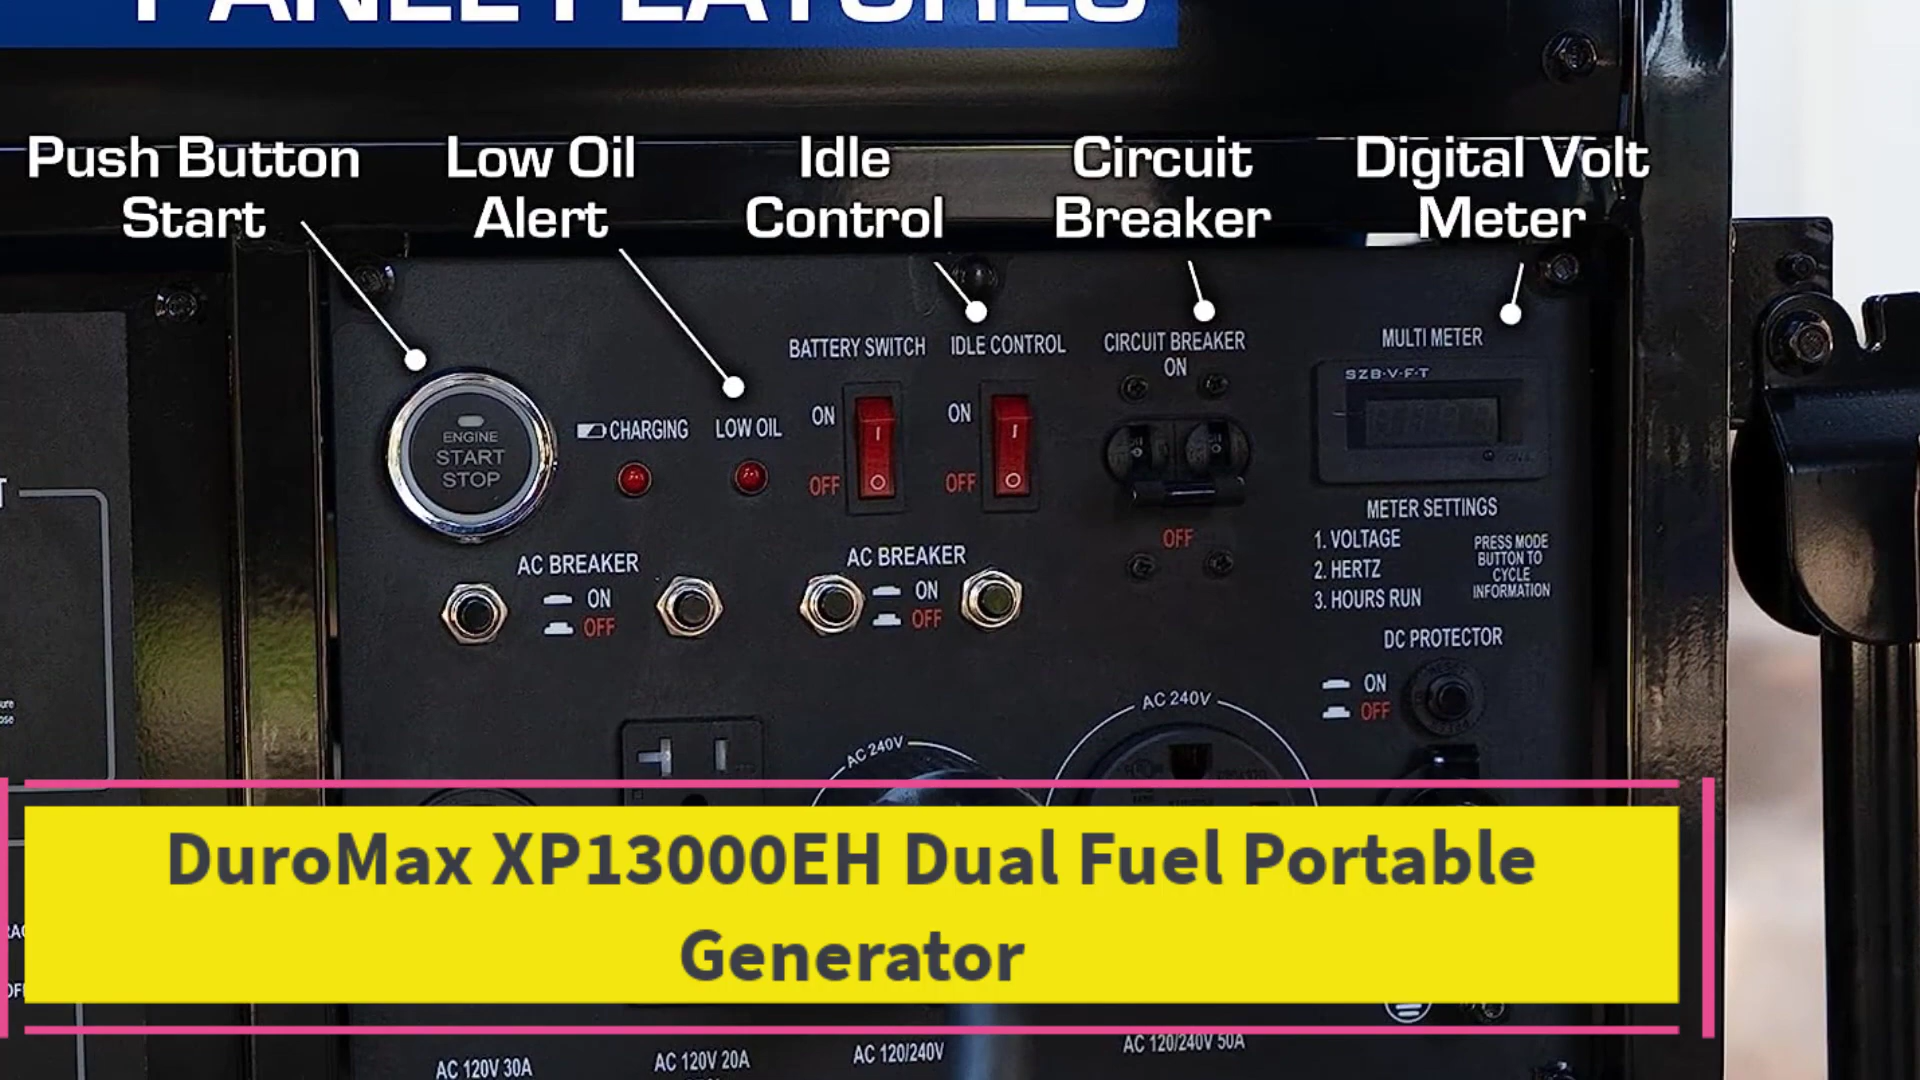 PANEL FEATURES
Push Button
Start
Low Oil
Alert
Idle
Control
Circuit
Breaker
Digital Volt
Meter
BATTERY SWITCH
IDLE CONTROL
CIRCUIT BREAKER
ON
MULTI METER
SZB·V·F·T
ENGINE
START
STOP
CHARGING
LOW OIL
ON
OFF
ON
OFF
OFF
METER SETTINGS
1. VOLTAGE
2. HERTZ
3. HOURS RUN
PRESS MODE
BUTTON TO
CYCLE
INFORMATION
AC BREAKER
ON
OFF
AC BREAKER
ON
OFF
DC PROTECTOR
ON
OFF
AC 240V
AC 240V
DuroMax XP13000EH Dual Fuel Portable
Generator
AC 120V 30A
AC 120V 20A
AC 120/240V
AC 120/240V 50A